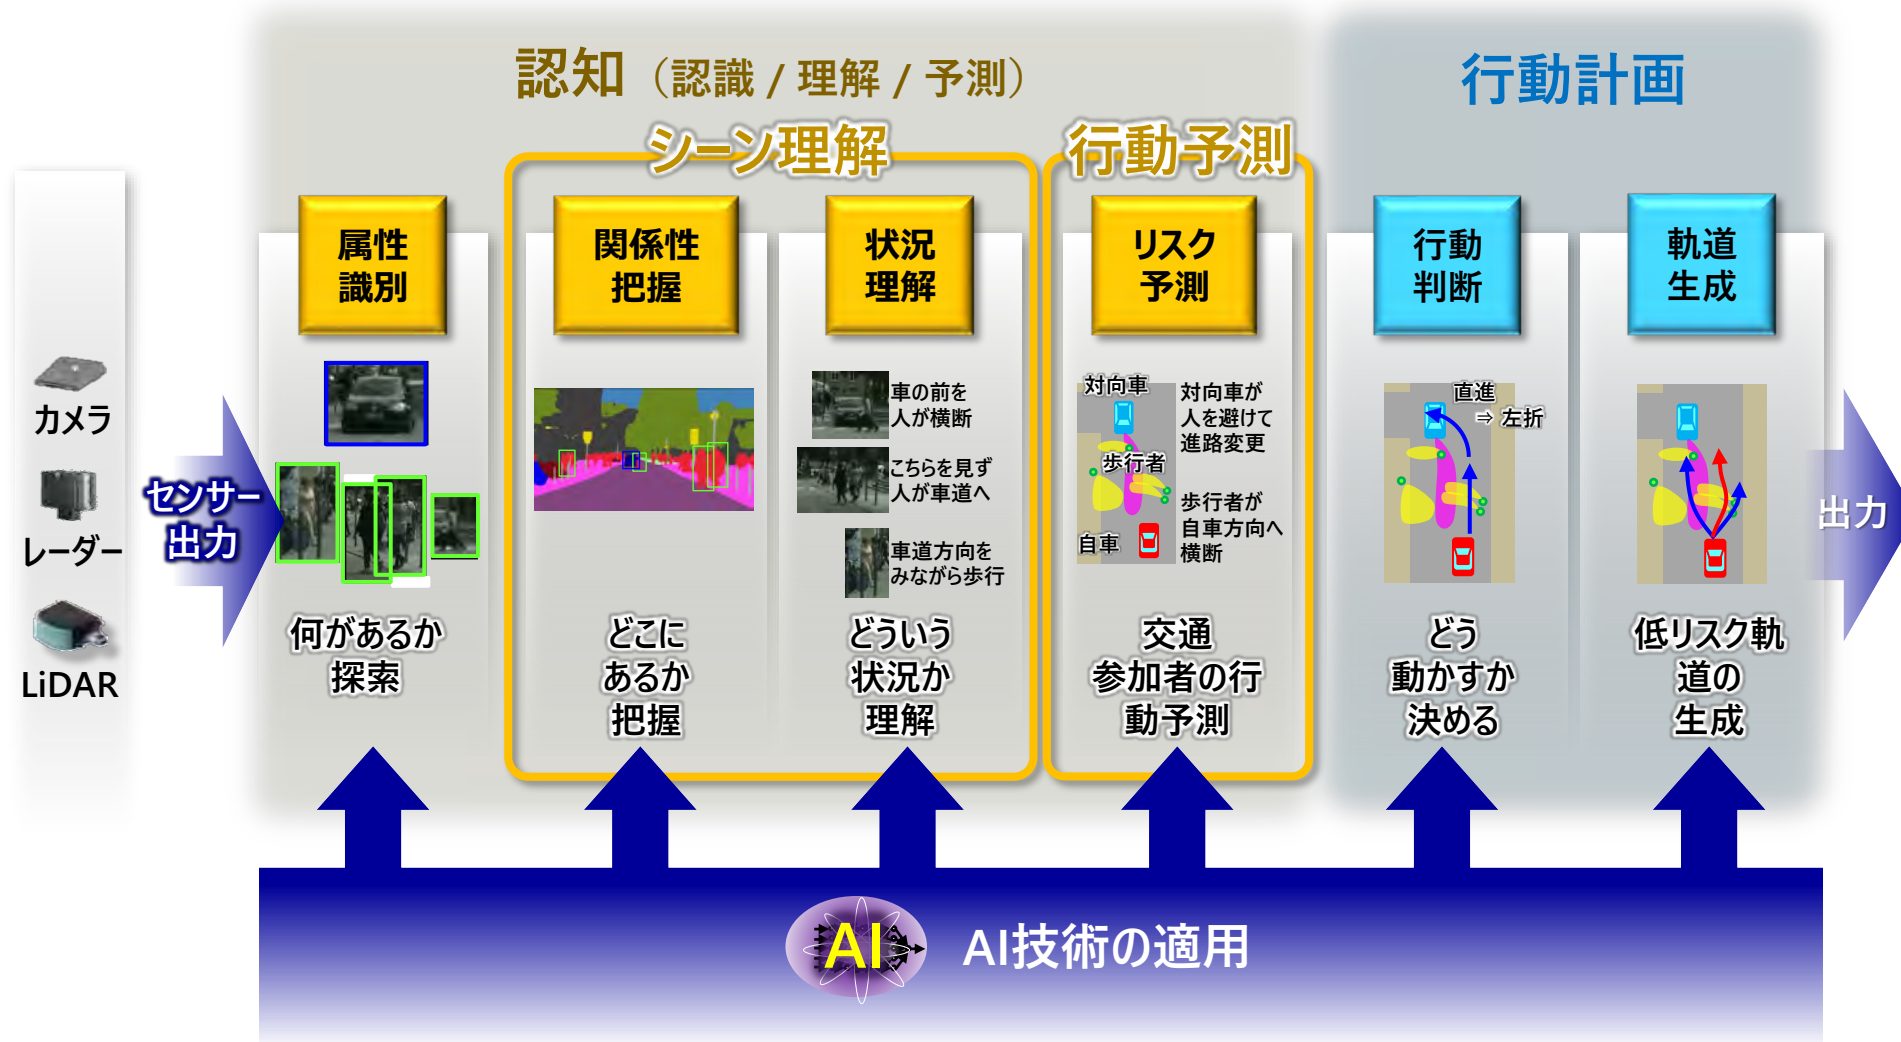 認知（認識 / 理解 / 予測）
行動計画
シーン理解
行動予測
カメラ
レーダー
LiDAR
センサー
出力
属性
識別
何があるか
探索
関係性
把握
どこに
あるか
把握
状況
理解
車の前を
人が横断
こちらを見ず
人が車道へ
車道方向を
みながら歩行
どういう
状況か
理解
リスク
予測
対向車
歩行者
自車
対向車が
人を避けて
進路変更
歩行者が
自車方向へ
横断
交通
参加者の行
動予測
行動
判断
直進
⇒ 左折
どう
動かすか
決める
軌道
生成
低リスク軌
道の
生成
出力
AI
AI技術の適用